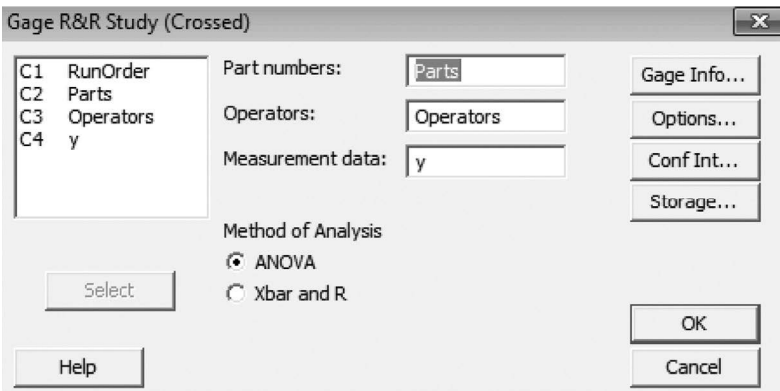 Gage R&R Study (Crossed)
C1 RunOrder
C2 Parts
C3 Operators
C4 y
Part numbers: Parts
Operators: Operators
Measurement data: y
Method of Analysis
ANOVA
Xbar and R
Gage Info...
Options...
Conf Int...
Storage...
Select
Help
OK
Cancel